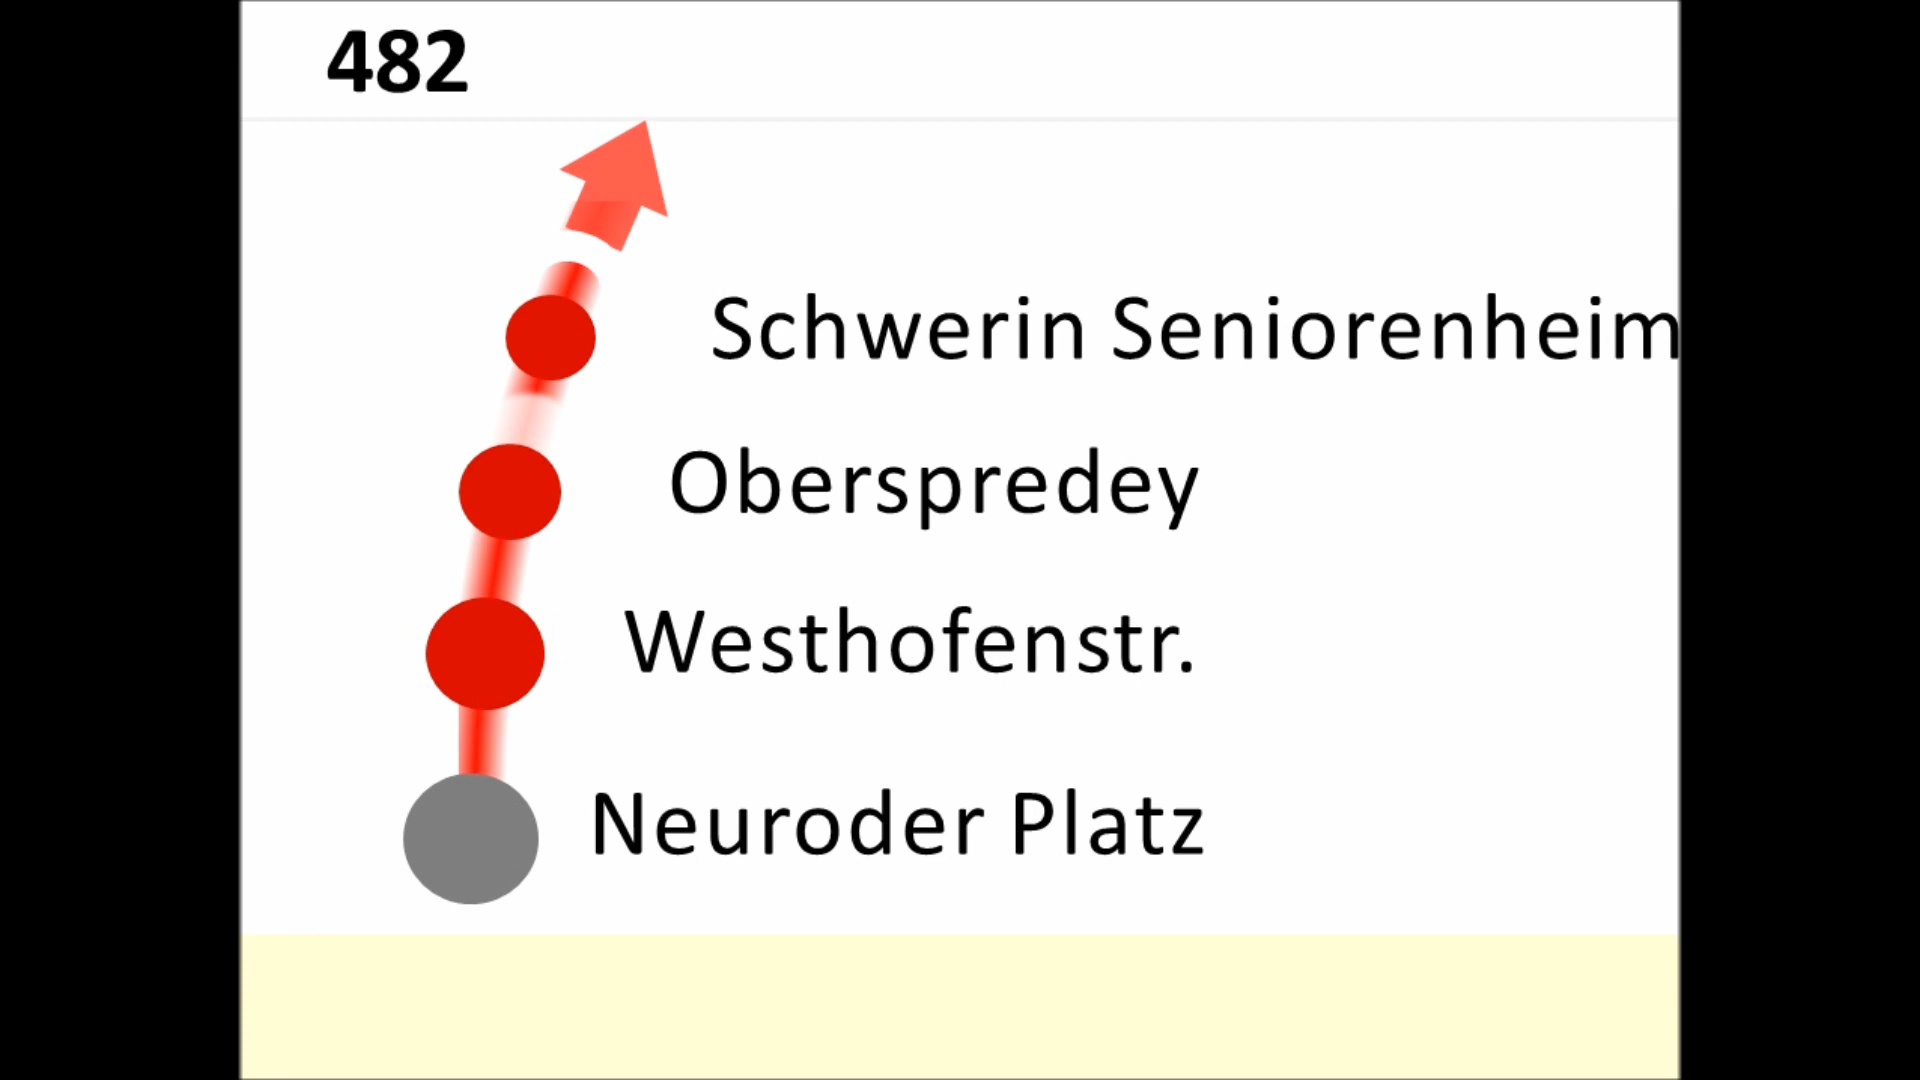 482
Schwerin Seniorenheim
Oberspredey
Westhofenstr.
Neuroder Platz